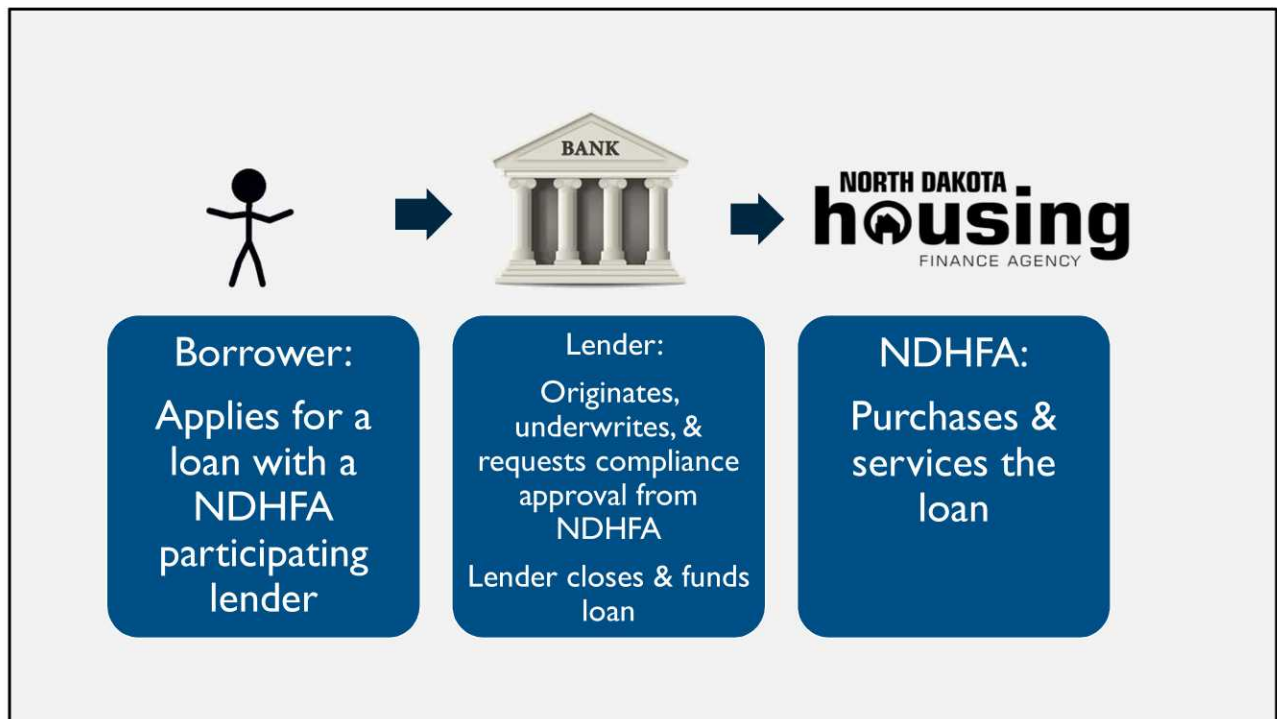 BANK
NORTH DAKOTA
housing
FINANCE AGENCY
Borrower:
Applies for a
loan with a
NDHFA
participating
lender
Lender:
Originates,
underwrites, &
requests compliance
approval from
NDHFA
Lender closes & funds
loan
NDHFA:
Purchases &
services the
loan